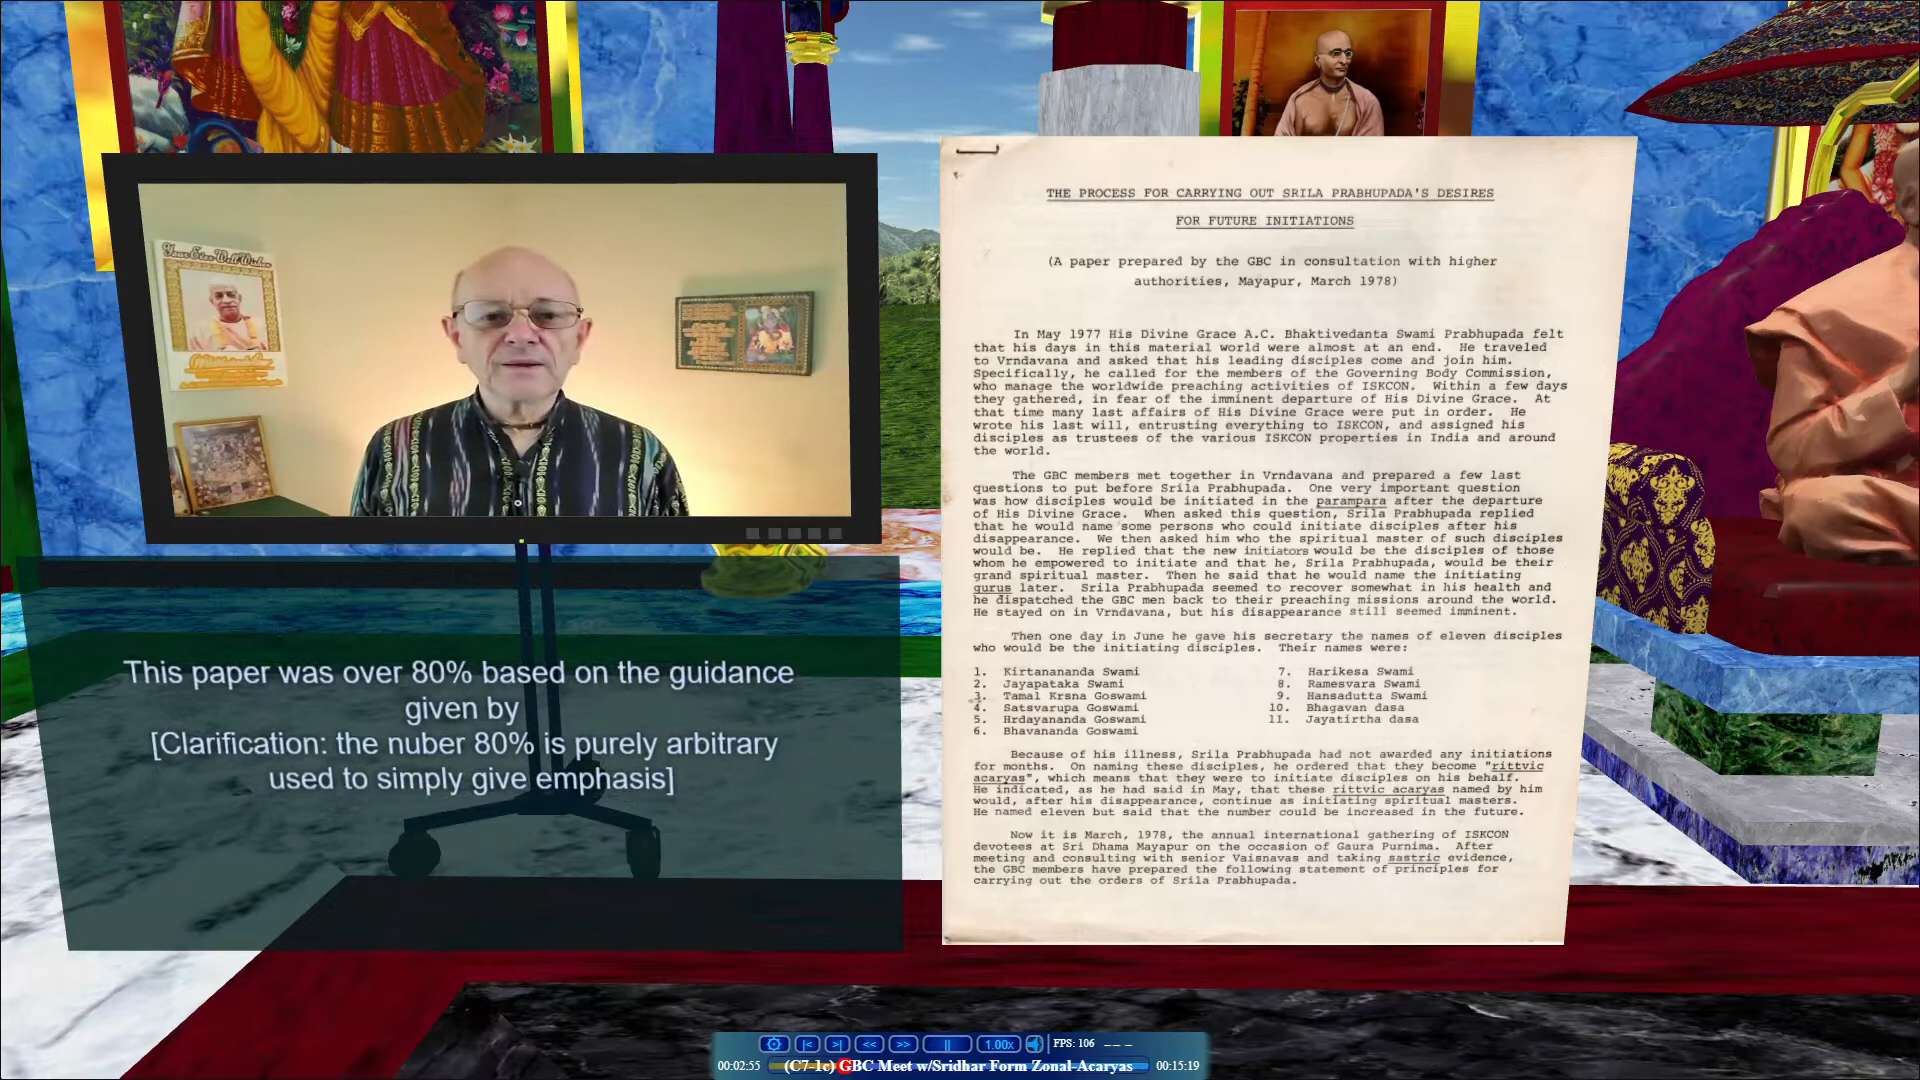 Your Ever Well Wisher
THE PROCESS FOR CARRYING OUT SRILA PRABHUPADA'S DESIRES
FOR FUTURE INITIATIONS
(A paper prepared by the GBC in consultation with higher
authorities, Mayapur, March 1978)
In May 1977 His Divine Grace A.C. Bhaktivedanta Swami Prabhupada felt
that his days in this material world were almost at an end. He traveled
to Vrndavana and asked that his leading disciples come and join him.
Specifically, he called for the members of the Governing Body Commission,
who manage the worldwide preaching activities of ISKCON. Within a few days
they gathered, in fear of the imminent departure of His Divine Grace. At
that time many last affairs of His Divine Grace were put in order. He
wrote his last will, entrusting everything to ISKCON, and assigned his
disciples as trustees of the various ISKCON properties in India and around
the world.
The GBC members met together in Vrndavana and prepared a few last
questions to put before Srila Prabhupada. One very important question
was how disciples would be initiated in the parampara after the departure
of His Divine Grace. When asked this question, Srila Prabhupada replied
that he would name some persons who could initiate disciples after his
disappearance. We then asked him who the spiritual master of such disciples
would be. He replied that the new initiators would be the disciples of those
whom he empowered to initiate and that he, Srila Prabhupada, would be their
grand spiritual master. Then he said that he would name the initiating
gurus later. Srila Prabhupada seemed to recover somewhat in his health and
he dispatched the GBC men back to their preaching missions around the world.
He stayed on in Vrndavana, but his disappearance still seemed imminent.
Then one day in June he gave his secretary the names of eleven disciples
who would be the initiating disciples. Their names were:
1. Kirtanananda Swami
2. Jayapataka Swami
3. Tamal Krsna Goswami
4. Satsvarupa Goswami
5. Hrdayananda Goswami
6. Bhavananda Goswami
7. Harikesa Swami
8. Ramesvara Swami
9. Hansadutta Swami
10. Bhagavan dasa
11. Jayatirtha dasa
Because of his illness, Srila Prabhupada had not awarded any initiations
for months. On naming these disciples, he ordered that they become "rittvic
acaryas", which means that they were to initiate disciples on his behalf.
He indicated, as he had said in May, that these rittvic acaryas named by him
would, after his disappearance, continue as initiating spiritual masters.
He named eleven but said that the number could be increased in the future.
Now it is March, 1978, the annual international gathering of ISKCON
devotees at Sri Dhama Mayapur on the occasion of Gaura Purnima. After
meeting and consulting with senior Vaisnavas and taking sastric evidence,
the GBC members have prepared the following statement of principles for
carrying out the orders of Srila Prabhupada.
This paper was over 80% based on the guidance
given by
[Clarification: the nuber 80% is purely arbitrary
used to simply give emphasis]
|< >| << >> || 1.00x FPS: 106 _ _ _
00:02:55 (C7-1c) GBC Meet w/Sridhar Form Zonal-Acaryas 00:15:19